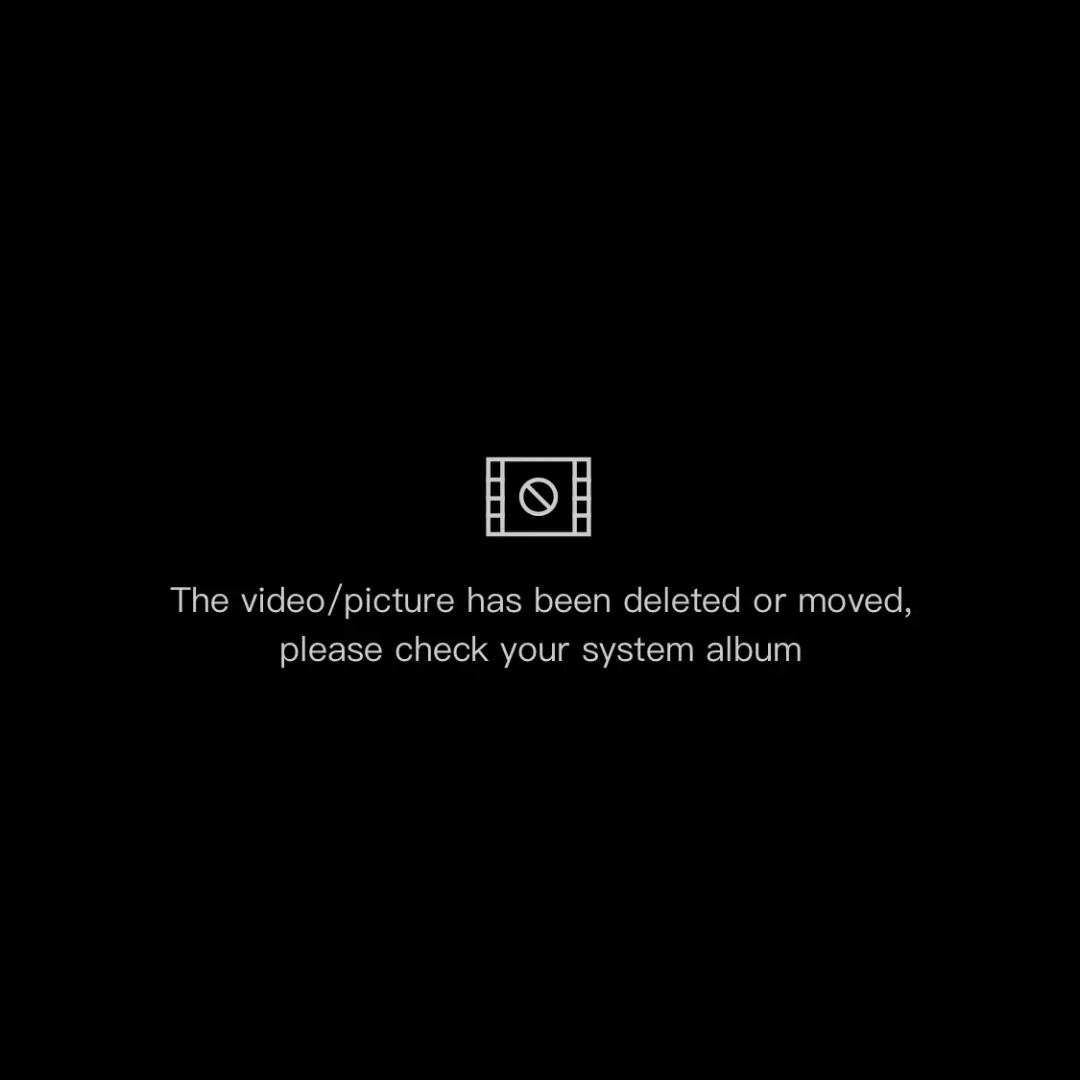 The video/picture has been deleted or moved,
please check your system album